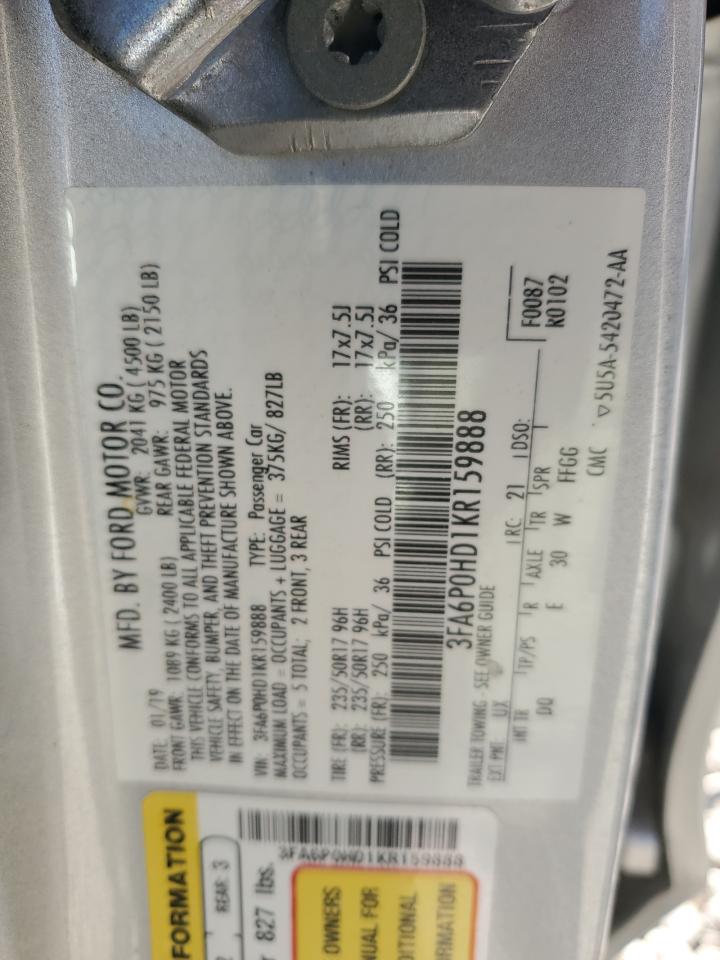 MFD. BY FORD MOTOR CO.
DATE: 01/19 GVWR: 2041 KG ( 4500 LB)
FRONT GAWR: 1089 KG ( 2400 LB) REAR GAWR: 975 KG ( 2150 LB)
THIS VEHICLE CONFORMS TO ALL APPLICABLE FEDERAL MOTOR
VEHICLE SAFETY, BUMPER, AND THEFT PREVENTION STANDARDS
IN EFFECT ON THE DATE OF MANUFACTURE SHOWN ABOVE.
VIN: 3FA6P0HD1KR159888 TYPE: Passenger Car
MAXIMUM LOAD = OCCUPANTS + LUGGAGE = 375KG/ 827LB
OCCUPANTS = 5 TOTAL; 2 FRONT, 3 REAR
TIRE (FR): 235/50R17 96H RIMS (FR): 17x7.5J
(RR): 235/50R17 96H (RR): 17x7.5J
PRESSURE (FR): 250 kPa/ 36 PSI COLD (RR): 250 kPa/ 36 PSI COLD
3FA6P0HD1KR159888
TRAILER TOWING - SEE OWNER GUIDE
EXT PNT: UX RC: 21 DSO: F0087
R0102
INT TR TP/PS R AXLE TR SPR
DQ E 30 W FFGG
CMC ▽5U5A-5420472-AA
FORMATION
2 REAR: 3
r 827 lbs.
3FA6P0HD1KR159888
OWNERS
NUAL FOR
DITIONAL
ORMATION